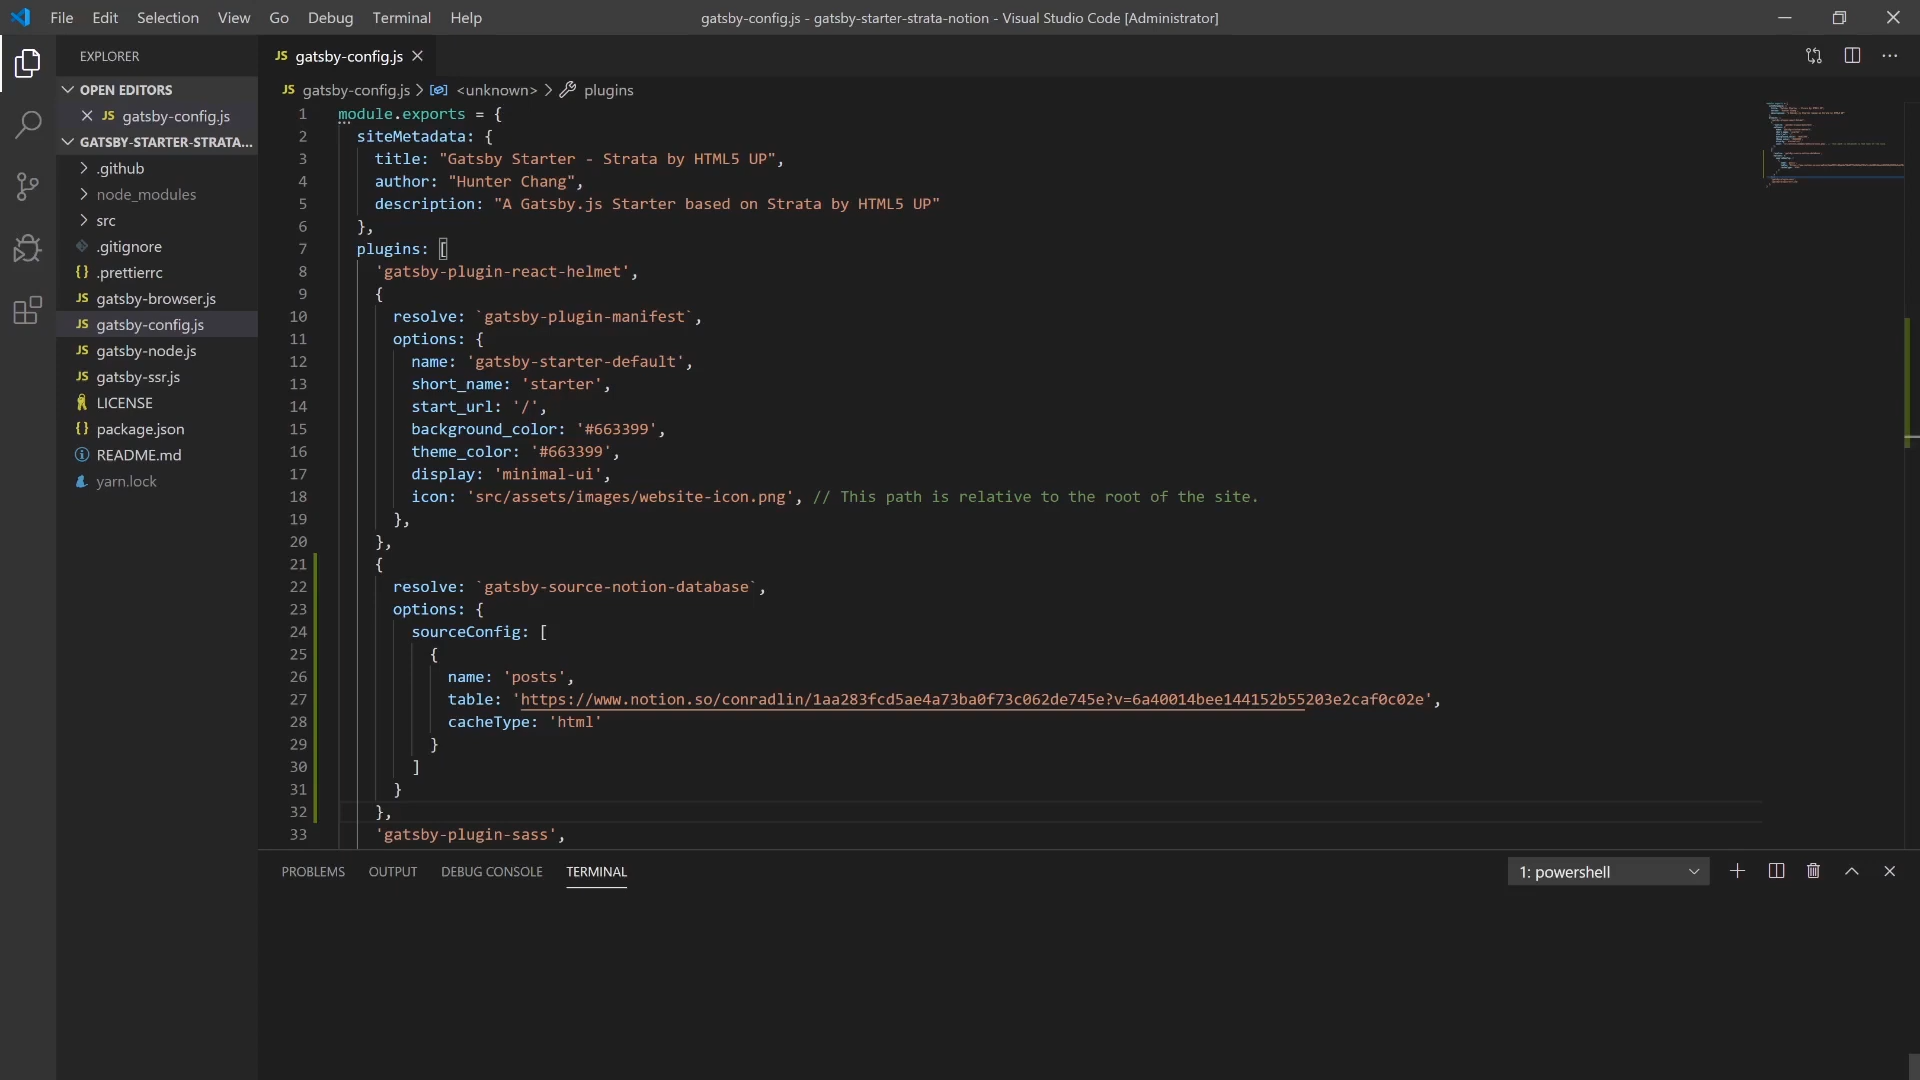 File Edit Selection View Go Debug Terminal Help
gatsby-config.js - gatsby-starter-strata-notion - Visual Studio Code [Administrator]
EXPLORER
OPEN EDITORS
JS gatsby-config.js
GATSBY-STARTER-STRATA...
.github
node_modules
src
.gitignore
{} .prettierrc
JS gatsby-browser.js
JS gatsby-config.js
JS gatsby-node.js
JS gatsby-ssr.js
LICENSE
{} package.json
README.md
yarn.lock
JS gatsby-config.js
JS gatsby-config.js > <unknown> > plugins
1 module.exports = {
2 siteMetadata: {
3 title: "Gatsby Starter - Strata by HTML5 UP",
4 author: "Hunter Chang",
5 description: "A Gatsby.js Starter based on Strata by HTML5 UP"
6 },
7 plugins: [
8 'gatsby-plugin-react-helmet',
9 {
10 resolve: `gatsby-plugin-manifest`,
11 options: {
12 name: 'gatsby-starter-default',
13 short_name: 'starter',
14 start_url: '/',
15 background_color: '#663399',
16 theme_color: '#663399',
17 display: 'minimal-ui',
18 icon: 'src/assets/images/website-icon.png', // This path is relative to the root of the site.
19 },
20 },
21 {
22 resolve: `gatsby-source-notion-database`,
23 options: {
24 sourceConfig: [
25 {
26 name: 'posts',
27 table: 'https://www.notion.so/conradlin/1aa283fcd5ae4a73ba0f73c062de745e?v=6a40014bee144152b55203e2caf0c02e',
28 cacheType: 'html'
29 }
30 ]
31 }
32 },
33 'gatsby-plugin-sass',
PROBLEMS OUTPUT DEBUG CONSOLE TERMINAL
1: powershell